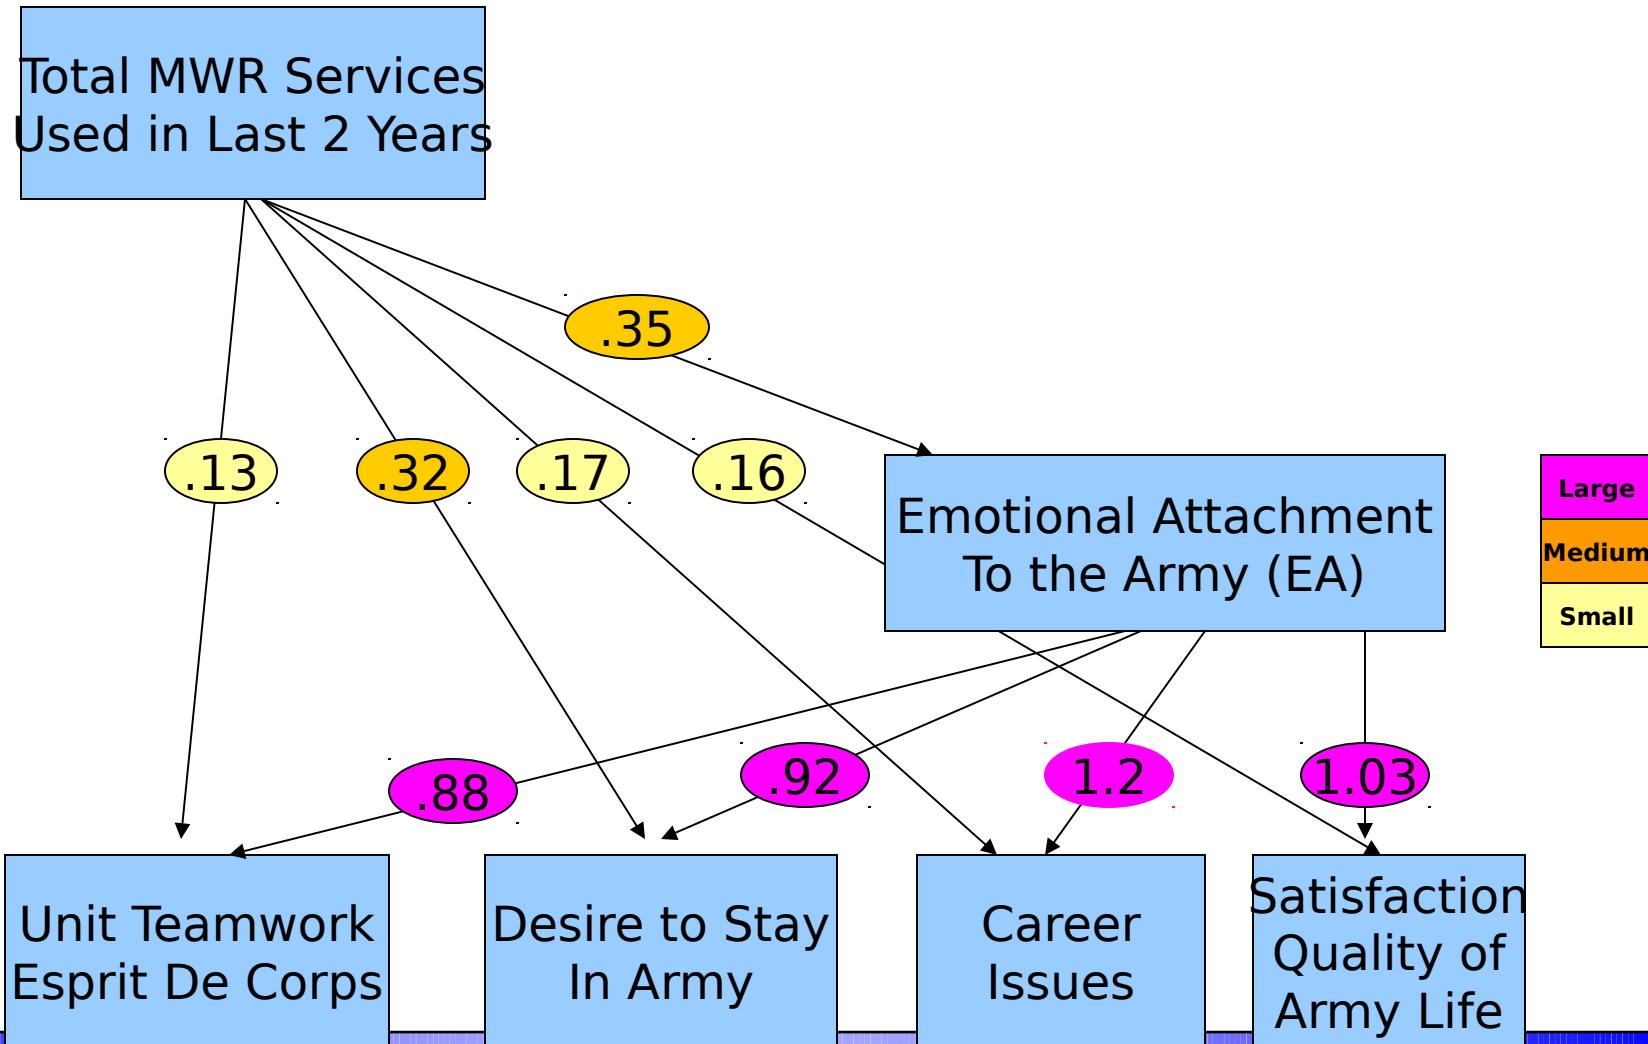 Total MWR Services
Used in Last 2 Years
.35
.13
.32
.17
.16
Emotional Attachment
To the Army (EA)
Large
Medium
Small
.88
.92
1.2
1.03
Unit Teamwork
Esprit De Corps
Desire to Stay
In Army
Career
Issues
Satisfaction
Quality of
Army Life